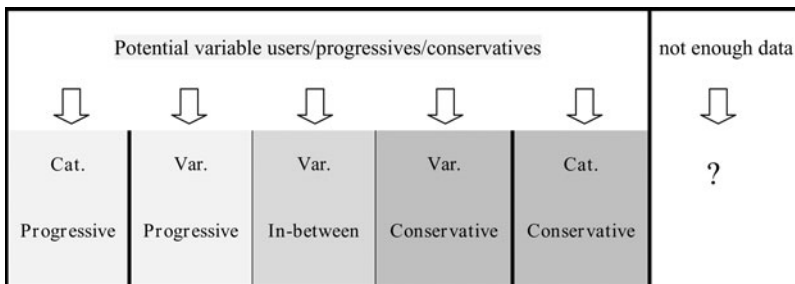 Potential variable users/progressives/conservatives
not enough data
Cat.
Progressive
Var.
Progressive
Var.
In-between
Var.
Conservative
Cat.
Conservative
?